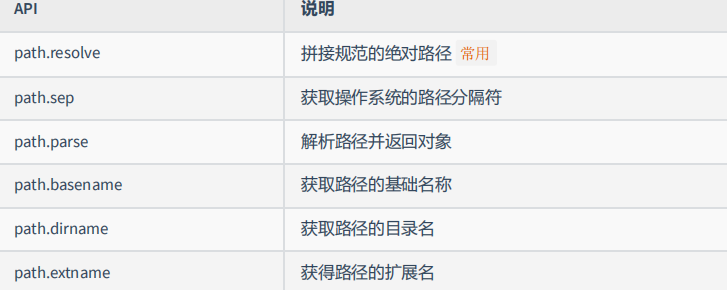 API 说明
path.resolve 拼接规范的绝对路径 常用
path.sep 获取操作系统的路径分隔符
path.parse 解析路径并返回对象
path.basename 获取路径的基础名称
path.dirname 获取路径的目录名
path.extname 获得路径的扩展名